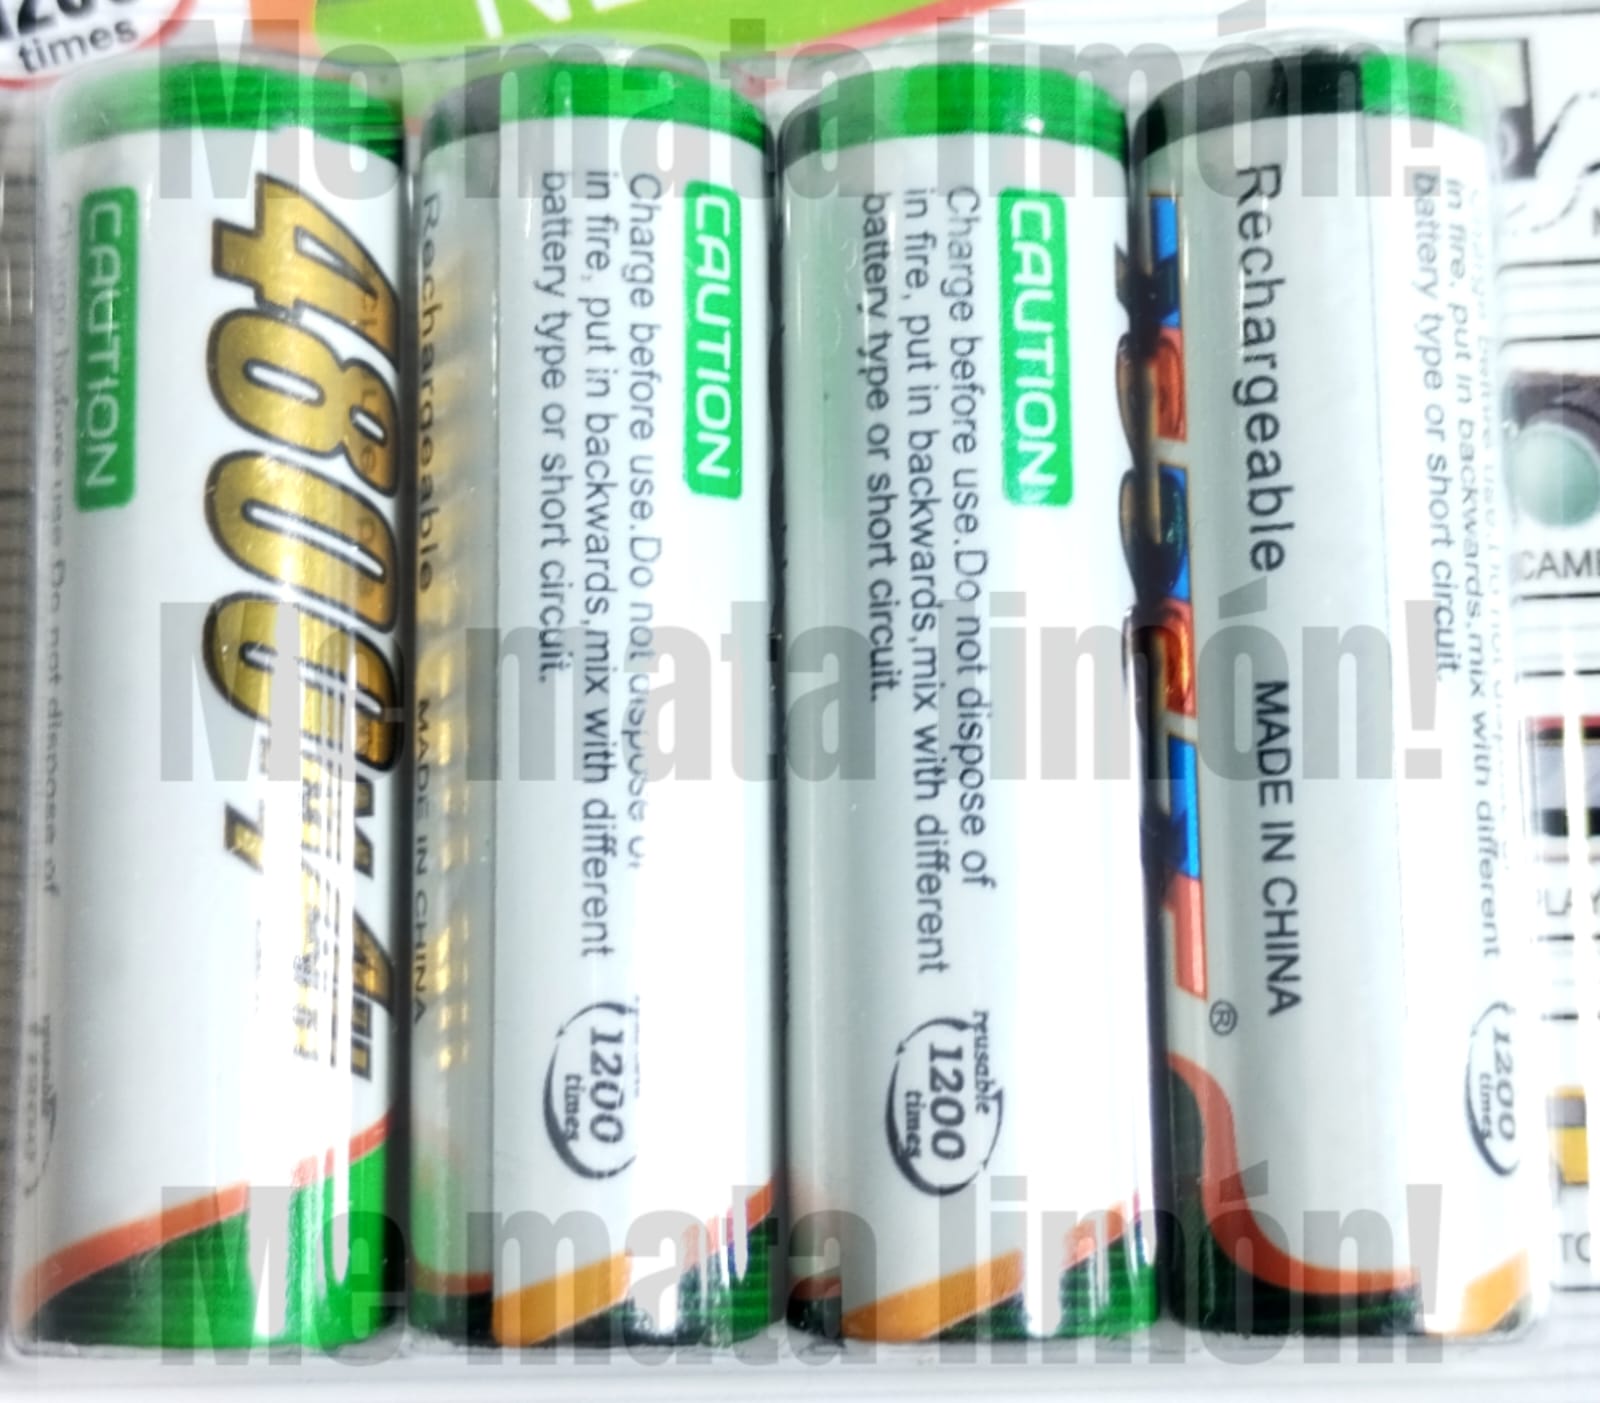 times
Me mata limón!
CAUTION
4800
CAUTION
Charge before use.Do not dispose of
in fire, put in backwards,mix with different
battery type or short circuit.
1200
times
Rechargeable
MADE IN CHINA
CAUTION
Charge before use.Do not dispose of
in fire, put in backwards,mix with different
battery type or short circuit.
reusable
1200
times
Rechargeable MADE IN CHINA
®
in fire, put in backwards,mix with different
battery type or short circuit.
1200
times
Me mata limón!
Me mata limón!